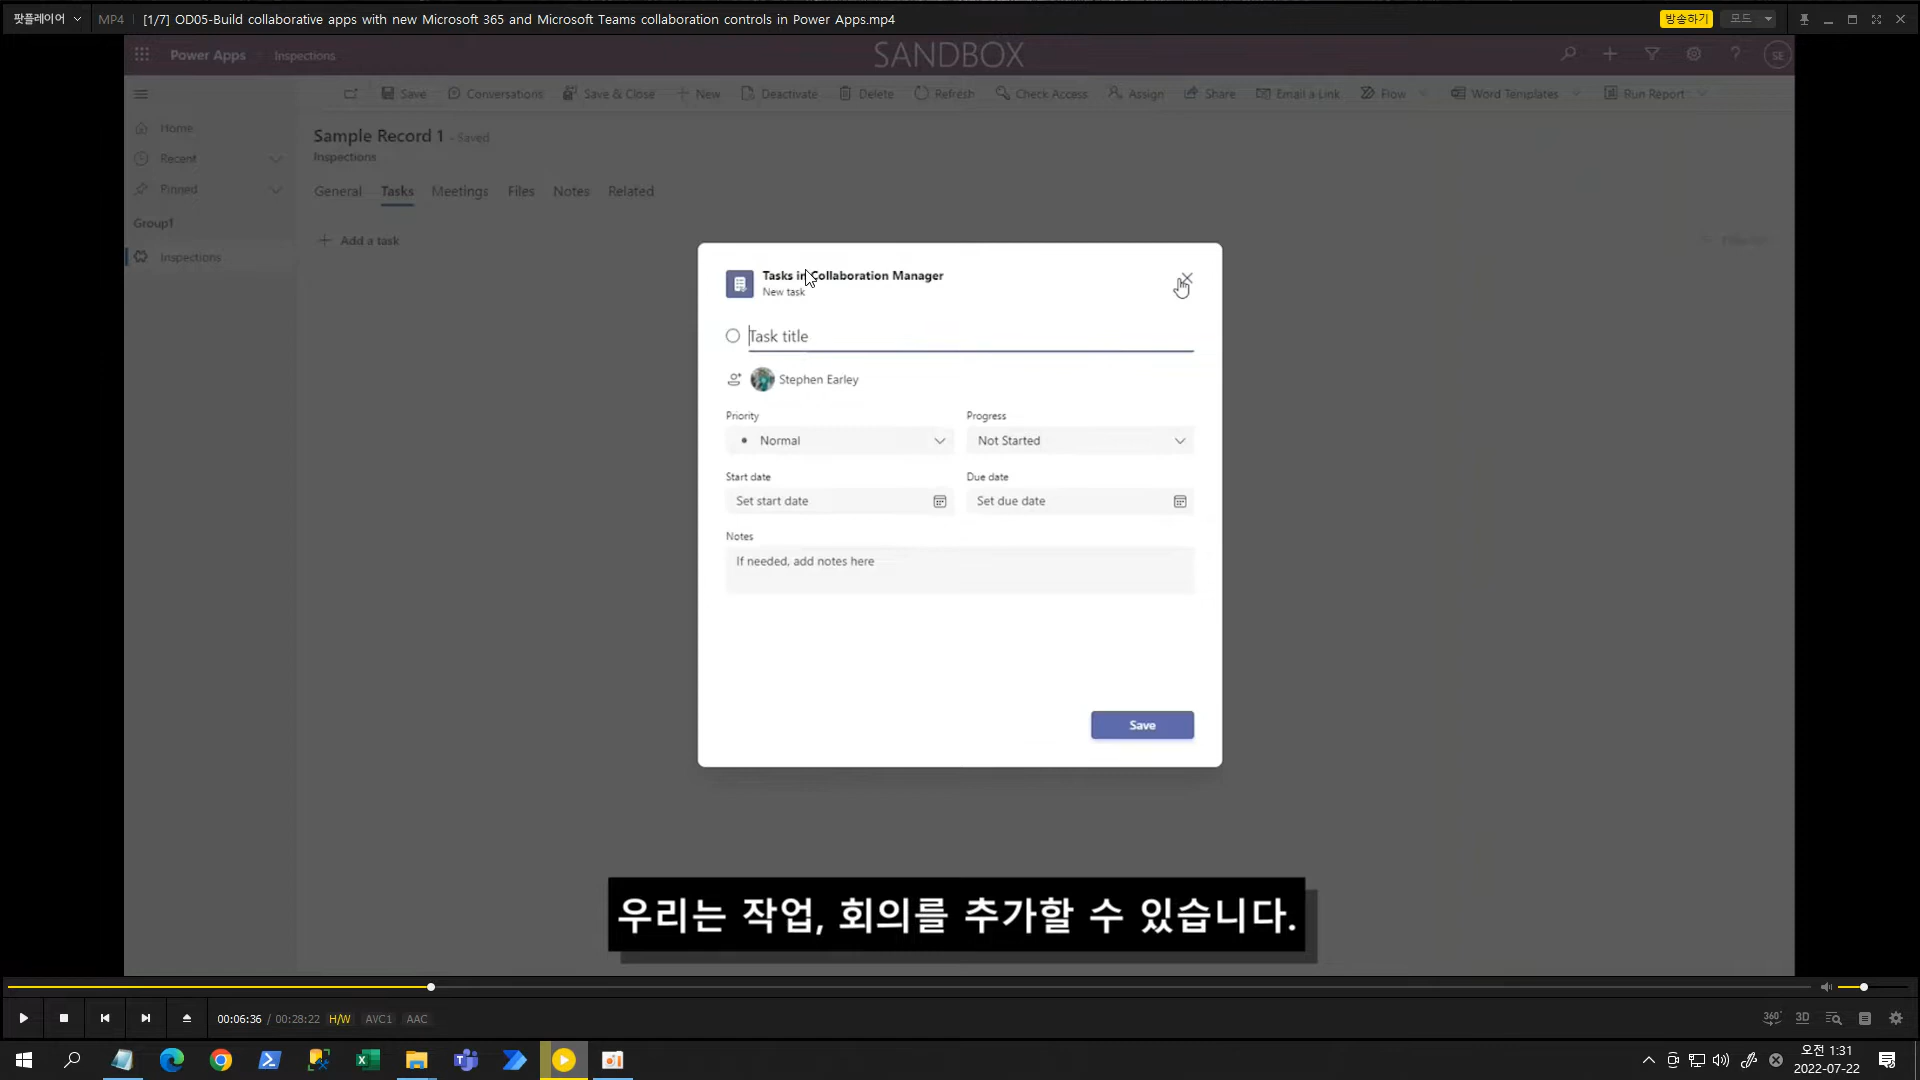 팟플레이어
MP4
[1/7] OD05-Build collaborative apps with new Microsoft 365 and Microsoft Teams collaboration controls in Power Apps.mp4
방송하기
모드
Power Apps
Inspections
SANDBOX
SE
Save
Conversations
Save & Close
New
Deactivate
Delete
Refresh
Check Access
Assign
Share
Email a Link
Flow
Word Templates
Run Report
Home
Recent
Pinned
Group1
Inspections
Sample Record 1 - Saved
Inspections
General
Tasks
Meetings
Files
Notes
Related
Add a task
Tasks in Collaboration Manager
New task
Task title
Stephen Earley
Priority
Progress
Normal
Not Started
Start date
Due date
Set start date
Set due date
Notes
If needed, add notes here
Save
우리는 작업, 회의를 추가할 수 있습니다.
00:06:36 / 00:28:22 H/W AVC1 AAC
360°
3D
오전 1:31
2022-07-22